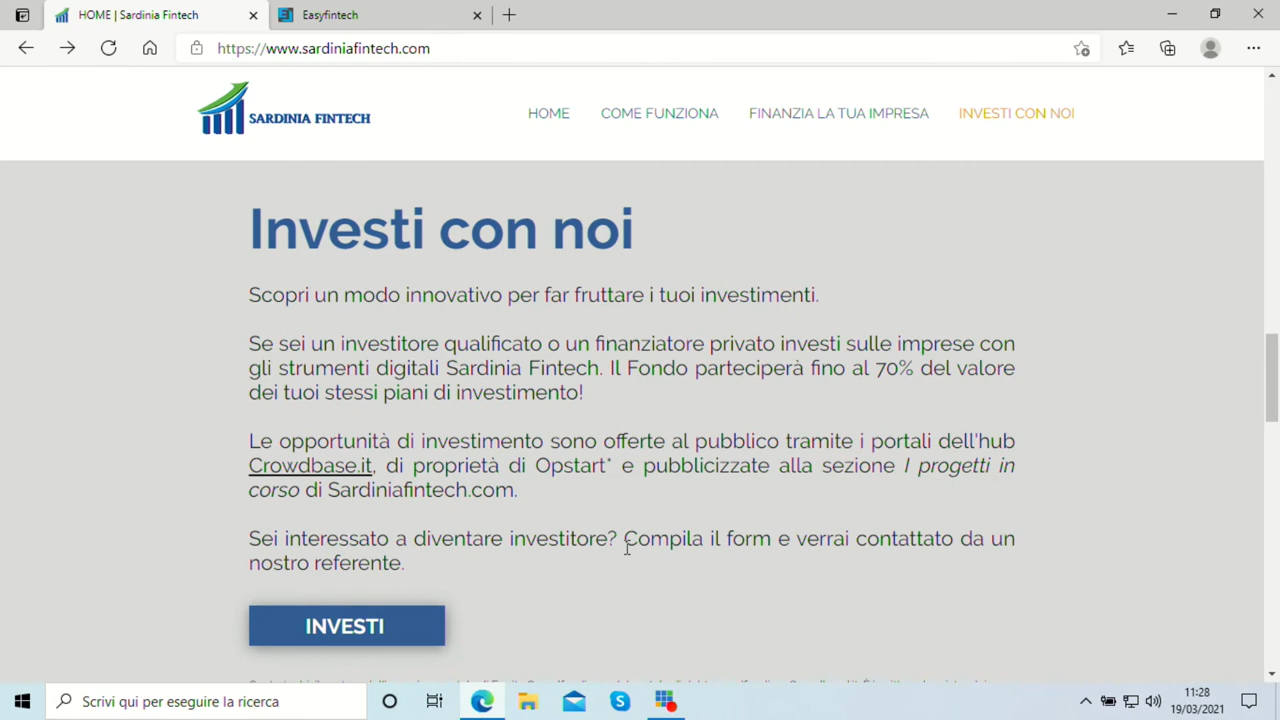 HOME | Sardinia Fintech
Easyfintech
https://www.sardiniafintech.com
SARDINIA FINTECH
HOME COME FUNZIONA FINANZIA LA TUA IMPRESA INVESTI CON NOI
Investi con noi
Scopri un modo innovativo per far fruttare i tuoi investimenti.
Se sei un investitore qualificato o un finanziatore privato investi sulle imprese con
gli strumenti digitali Sardinia Fintech. Il Fondo parteciperà fino al 70% del valore
dei tuoi stessi piani di investimento!
Le opportunità di investimento sono offerte al pubblico tramite i portali dell'hub
Crowdbase.it, di proprietà di Opstart* e pubblicizzate alla sezione I progetti in
corso di Sardiniafintech.com.
Sei interessato a diventare investitore? Compila il form e verrai contattato da un
nostro referente.
INVESTI
Scrivi qui per eseguire la ricerca
11:28
19/03/2021